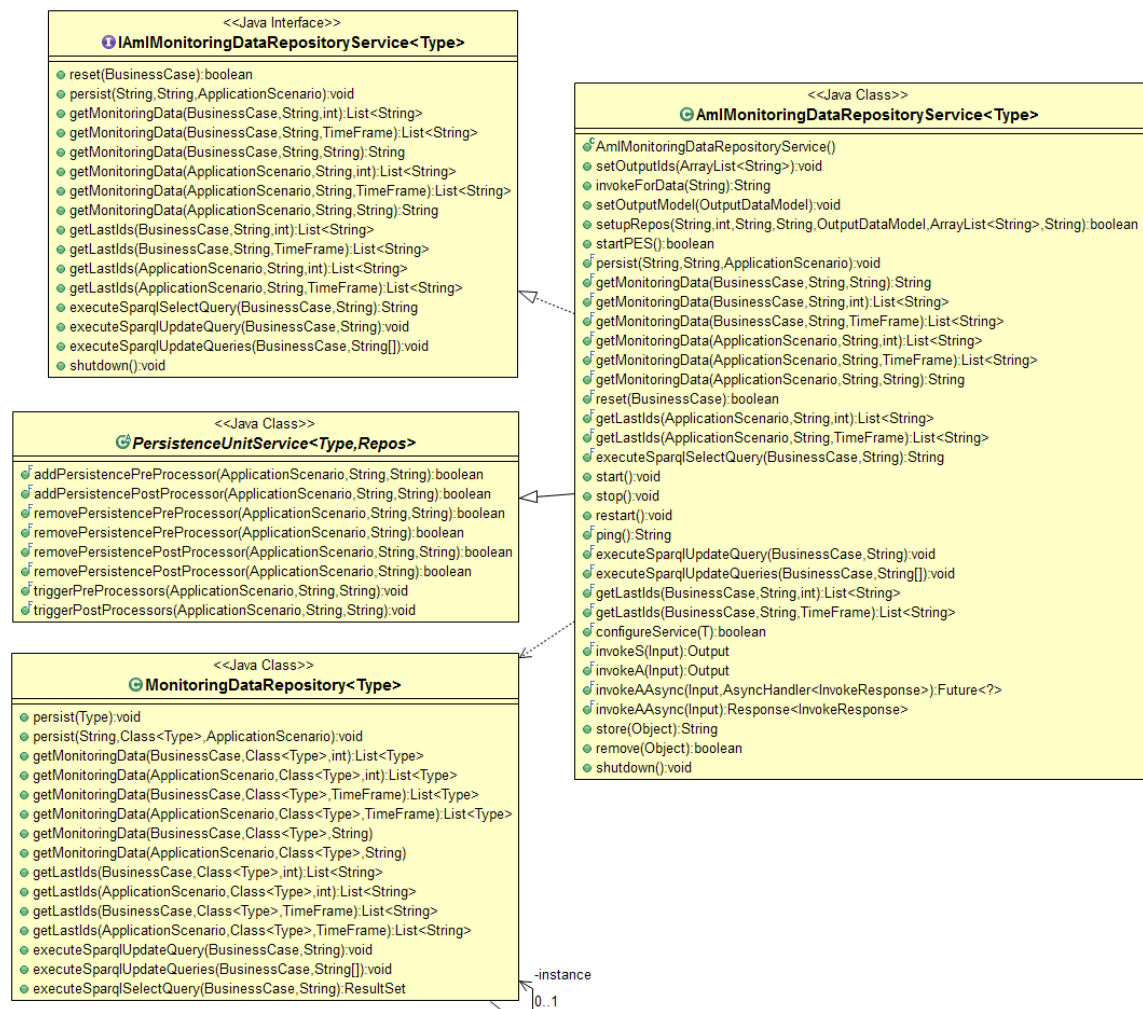 <<Java Interface>>
IAmIMonitoringDataRepositoryService<Type>
reset(BusinessCase):boolean
persist(String,String,ApplicationScenario):void
getMonitoringData(BusinessCase,String,int):List<String>
getMonitoringData(BusinessCase,String,TimeFrame):List<String>
getMonitoringData(BusinessCase,String,String):String
getMonitoringData(ApplicationScenario,String,int):List<String>
getMonitoringData(ApplicationScenario,String,TimeFrame):List<String>
getMonitoringData(ApplicationScenario,String,String):String
getLastIds(BusinessCase,String,int):List<String>
getLastIds(BusinessCase,String,TimeFrame):List<String>
getLastIds(ApplicationScenario,String,int):List<String>
getLastIds(ApplicationScenario,String,TimeFrame):List<String>
executeSparqlSelectQuery(BusinessCase,String):String
executeSparqlUpdateQuery(BusinessCase,String):void
executeSparqlUpdateQueries(BusinessCase,String[]):void
shutdown():void
<<Java Class>>
PersistenceUnitService<Type,Repos>
addPersistencePreProcessor(ApplicationScenario,String,String):boolean
addPersistencePostProcessor(ApplicationScenario,String,String):boolean
removePersistencePreProcessor(ApplicationScenario,String,String):boolean
removePersistencePreProcessor(ApplicationScenario,String):boolean
removePersistencePostProcessor(ApplicationScenario,String,String):boolean
removePersistencePostProcessor(ApplicationScenario,String):boolean
triggerPreProcessors(ApplicationScenario,String,String):void
triggerPostProcessors(ApplicationScenario,String,String):void
<<Java Class>>
MonitoringDataRepository<Type>
persist(Type):void
persist(String,Class<Type>,ApplicationScenario):void
getMonitoringData(BusinessCase,Class<Type>,int):List<Type>
getMonitoringData(ApplicationScenario,Class<Type>,int):List<Type>
getMonitoringData(BusinessCase,Class<Type>,TimeFrame):List<Type>
getMonitoringData(ApplicationScenario,Class<Type>,TimeFrame):List<Type>
getMonitoringData(BusinessCase,Class<Type>,String)
getMonitoringData(ApplicationScenario,Class<Type>,String)
getLastIds(BusinessCase,Class<Type>,int):List<String>
getLastIds(ApplicationScenario,Class<Type>,int):List<String>
getLastIds(BusinessCase,Class<Type>,TimeFrame):List<String>
getLastIds(ApplicationScenario,Class<Type>,TimeFrame):List<String>
executeSparqlUpdateQuery(BusinessCase,String):void
executeSparqlUpdateQueries(BusinessCase,String[]):void
executeSparqlSelectQuery(BusinessCase,String):ResultSet
-instance
0..1
<<Java Class>>
AmIMonitoringDataRepositoryService<Type>
AmIMonitoringDataRepositoryService()
setOutputIds(ArrayList<String>):void
invokeForData(String):String
setOutputModel(OutputDataModel):void
setupRepos(String,int,String,String,OutputDataModel,ArrayList<String>,String):boolean
startPES():boolean
persist(String,String,ApplicationScenario):void
getMonitoringData(BusinessCase,String,String):String
getMonitoringData(BusinessCase,String,int):List<String>
getMonitoringData(BusinessCase,String,TimeFrame):List<String>
getMonitoringData(ApplicationScenario,String,int):List<String>
getMonitoringData(ApplicationScenario,String,TimeFrame):List<String>
getMonitoringData(ApplicationScenario,String,String):String
reset(BusinessCase):boolean
getLastIds(ApplicationScenario,String,int):List<String>
getLastIds(ApplicationScenario,String,TimeFrame):List<String>
executeSparqlSelectQuery(BusinessCase,String):String
start():void
stop():void
restart():void
ping():String
executeSparqlUpdateQuery(BusinessCase,String):void
executeSparqlUpdateQueries(BusinessCase,String[]):void
getLastIds(BusinessCase,String,int):List<String>
getLastIds(BusinessCase,String,TimeFrame):List<String>
configureService(T):boolean
invokeS(Input):Output
invokeA(Input):Output
invokeAAsync(Input,AsyncHandler<InvokeResponse>):Future<?>
invokeAAsync(Input):Response<InvokeResponse>
store(Object):String
remove(Object):boolean
shutdown():void